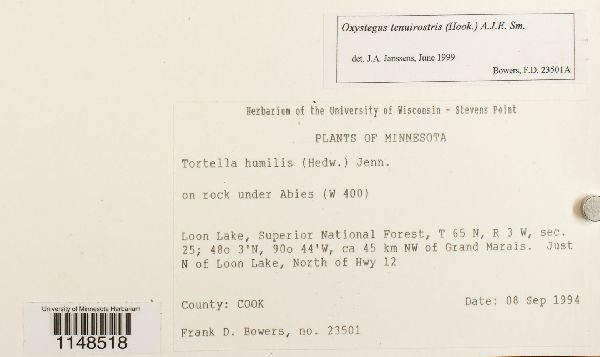 Oxystegus tenuirostris (Hook.) A.J.E. Sm.
det. J.A. Janssens, June 1999
Bowers, F.D. 23501A
Herbarium of the University of Wisconsin - Stevens Point
PLANTS OF MINNESOTA
Tortella humilis (Hedw.) Jenn.
on rock under Abies (W 400)
Loon Lake, Superior National Forest, T 65 N, R 3 W, sec.
25; 48o 3'N, 90o 44'W, ca 45 km NW of Grand Marais. Just
N of Loon Lake, North of Hwy 12
County: COOK
Date: 08 Sep 1994
Frank D. Bowers, no. 23501
University of Minnesota Herbarium
1148518